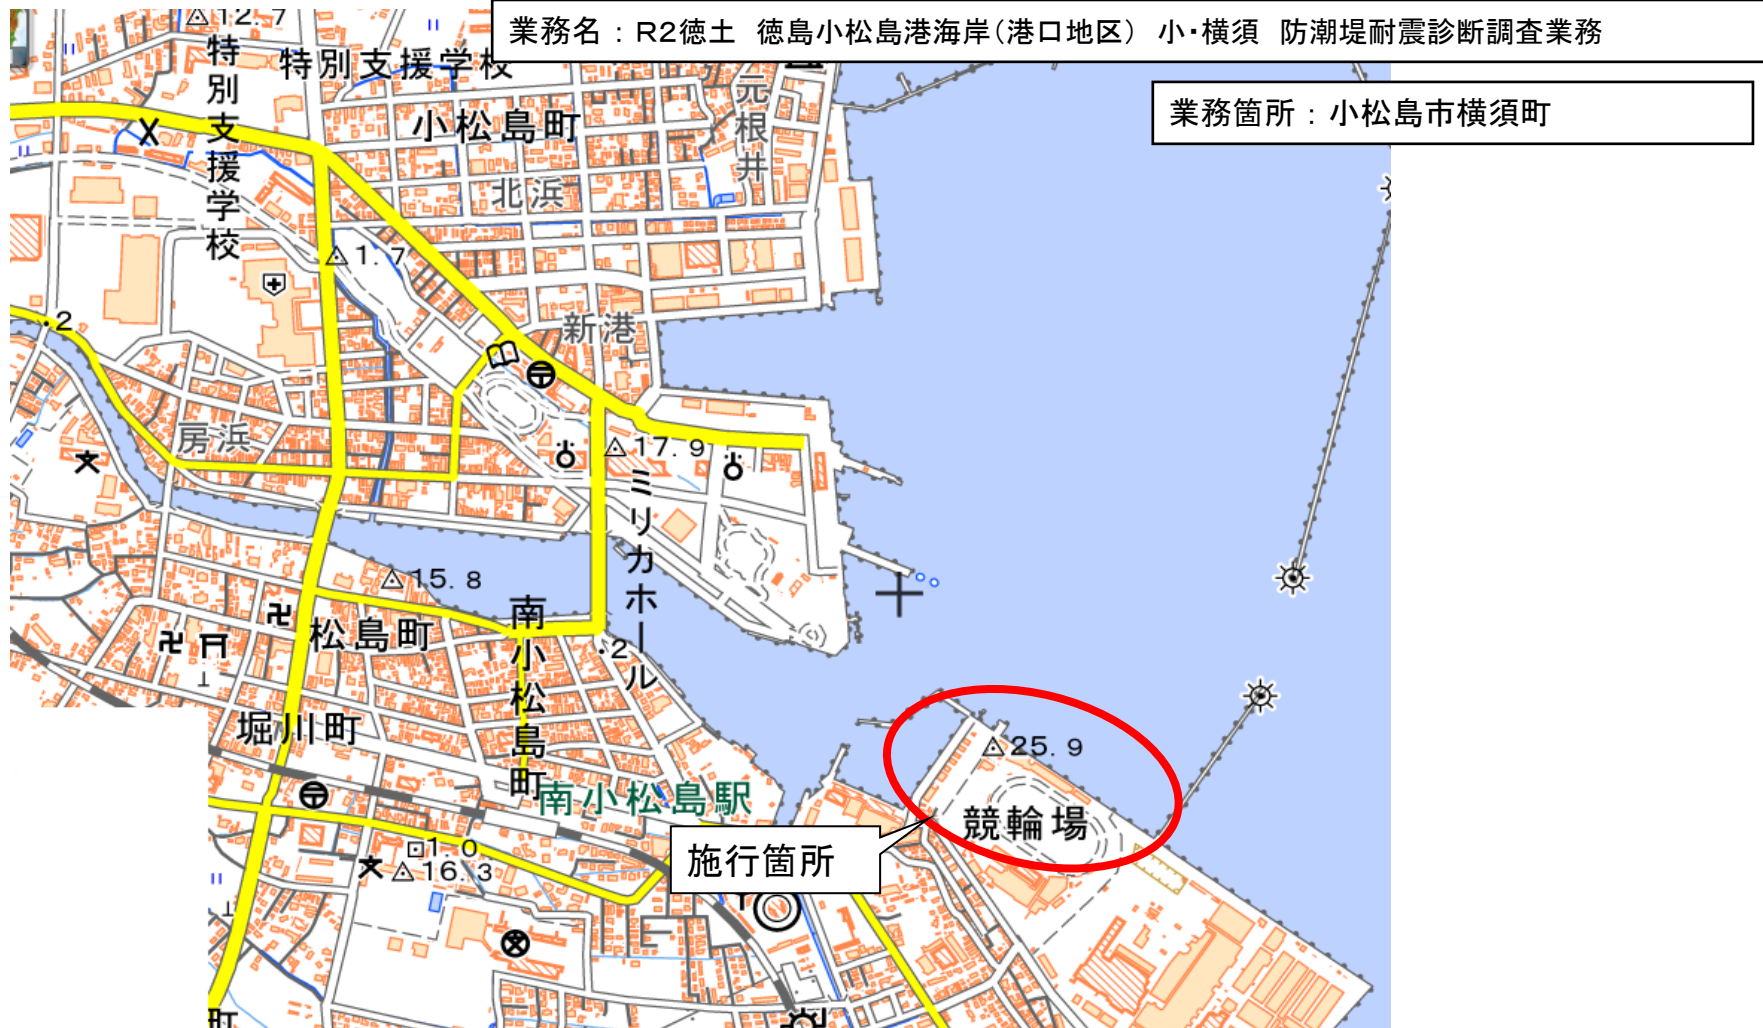 業務名：R2徳土　徳島小松島港海岸（港口地区）　小・横須　防潮堤耐震診断調査業務
業務箇所：小松島市横須町
12.7
特別支援学校
特別支援学校
元根井
小松島町
北浜
1.7
2
新港
房浜
17.9
ミリカホール
15.8
南小松島町
松島町
2
堀川町
25.9
南小松島駅
競輪場
施行箇所
1.0
16.3
町